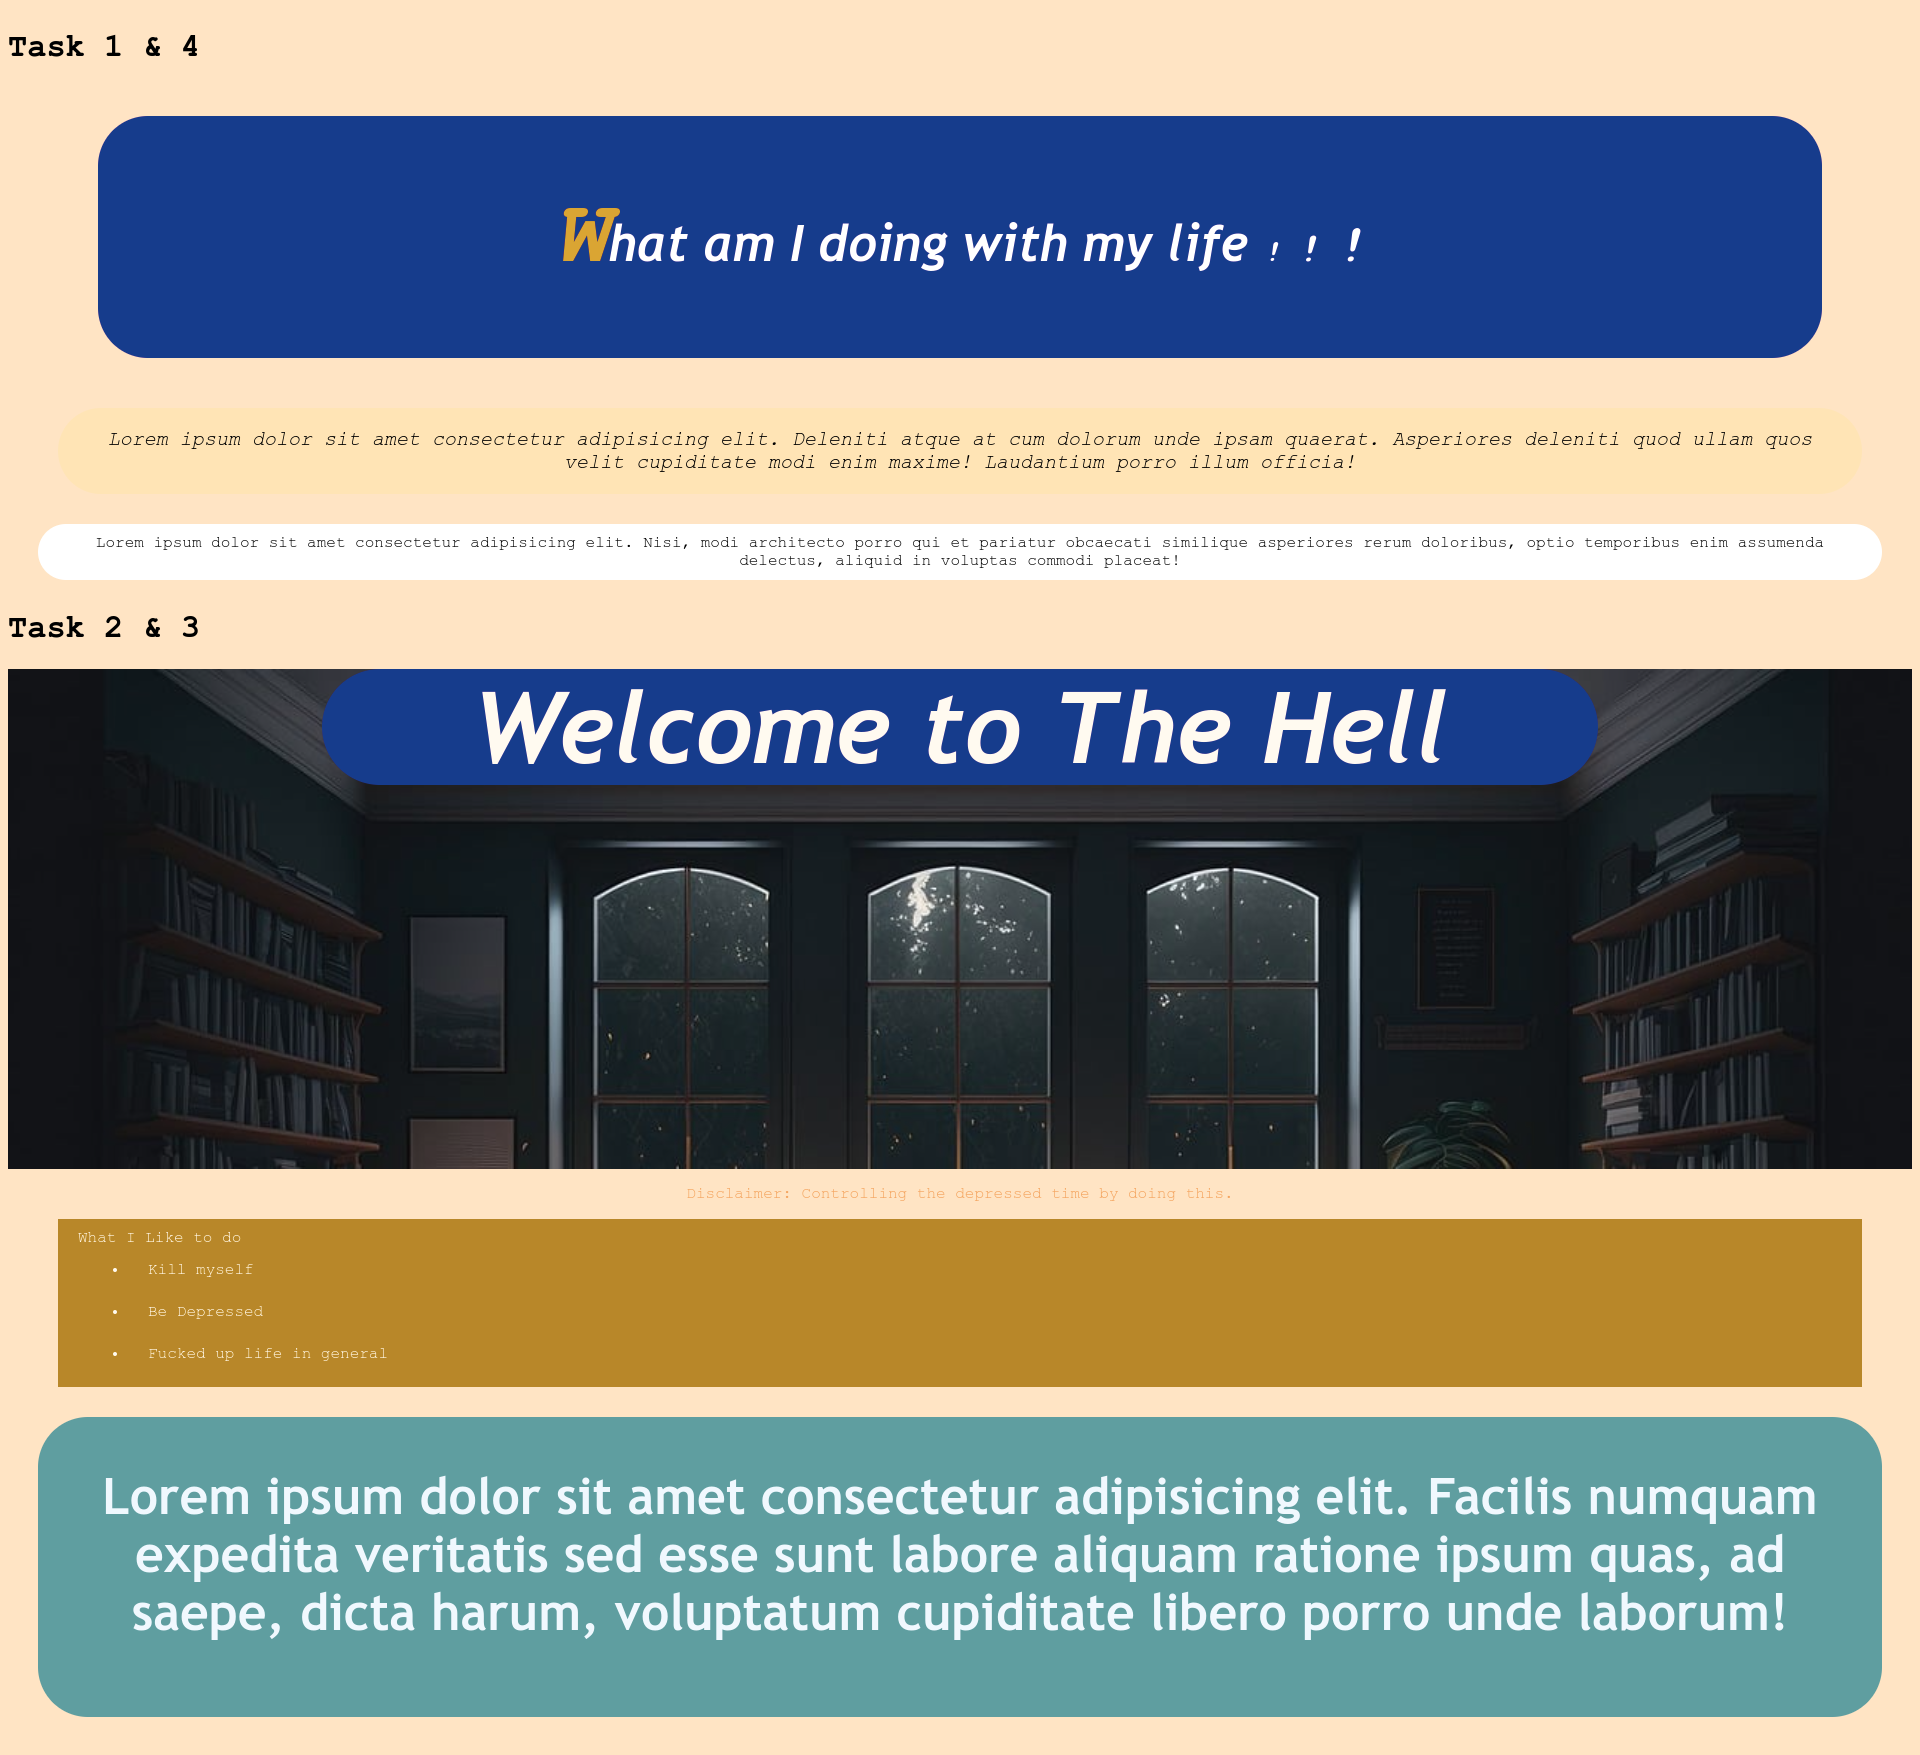 Task 1 & 4
What am I doing with my life ! ! !
Lorem ipsum dolor sit amet consectetur adipisicing elit. Deleniti atque at cum dolorum unde ipsam quaerat. Asperiores deleniti quod ullam quos
velit cupiditate modi enim maxime! Laudantium porro illum officia!
Lorem ipsum dolor sit amet consectetur adipisicing elit. Nisi, modi architecto porro qui et pariatur obcaecati similique asperiores rerum doloribus, optio temporibus enim assumenda
delectus, aliquid in voluptas commodi placeat!
Task 2 & 3
Welcome to The Hell
Disclaimer: Controlling the depressed time by doing this.
What I Like to do
• Kill myself
• Be Depressed
• Fucked up life in general
Lorem ipsum dolor sit amet consectetur adipisicing elit. Facilis numquam
expedita veritatis sed esse sunt labore aliquam ratione ipsum quas, ad
saepe, dicta harum, voluptatum cupiditate libero porro unde laborum!